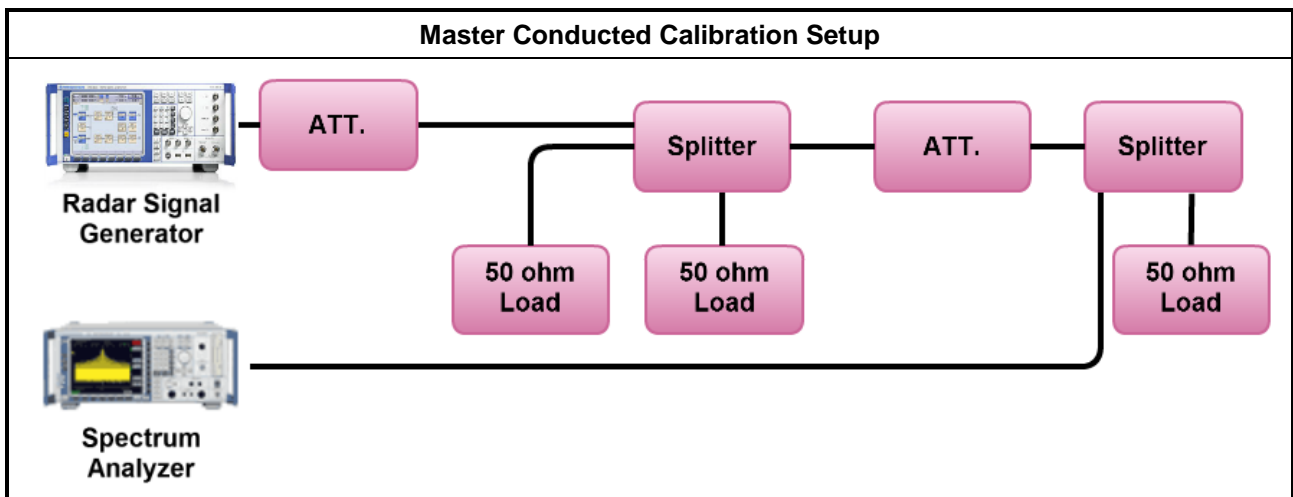 Master Conducted Calibration Setup
ATT.
Splitter
ATT.
Splitter
Radar Signal
Generator
50 ohm
Load
50 ohm
Load
50 ohm
Load
Spectrum
Analyzer